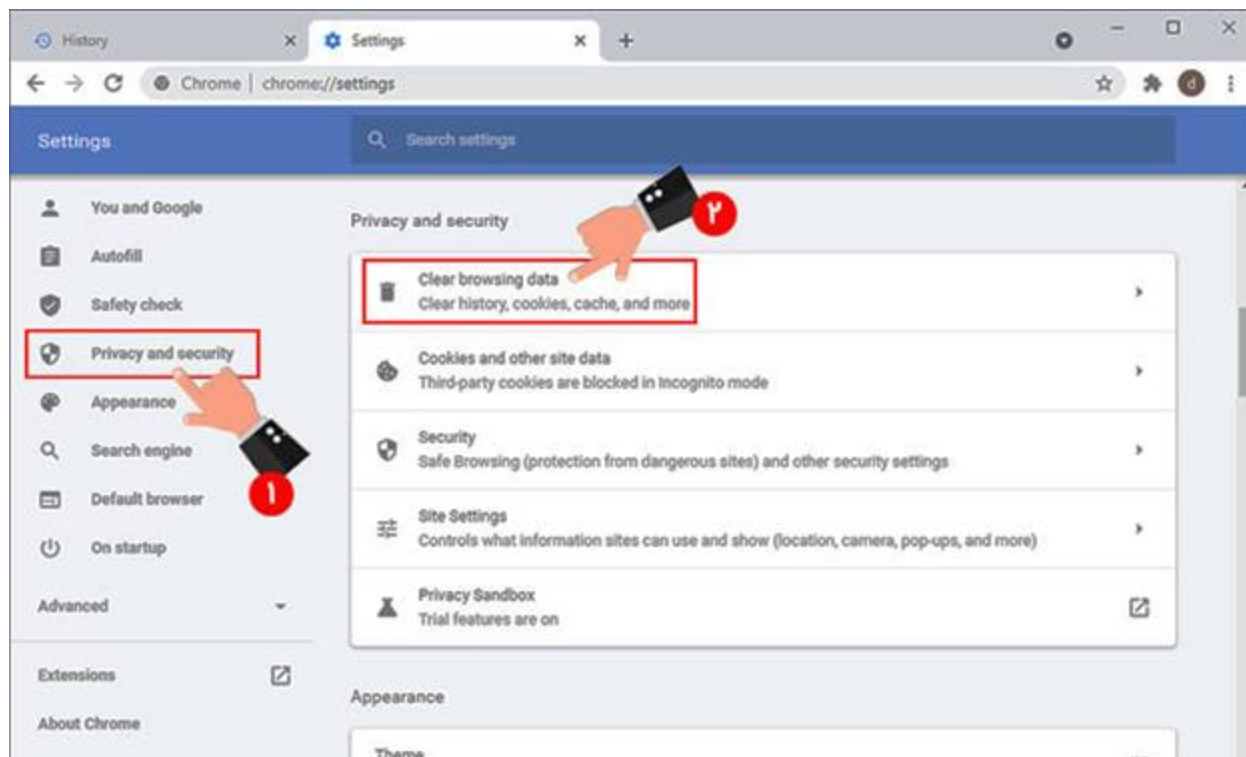 History
Settings
Chrome | chrome://settings
d
Settings
Search settings
You and Google
Autofill
Safety check
Privacy and security
Appearance
Search engine
Default browser
On startup
Advanced
Extensions
About Chrome
۱
Privacy and security
۲
Clear browsing data
Clear history, cookies, cache, and more
Cookies and other site data
Third-party cookies are blocked in Incognito mode
Security
Safe Browsing (protection from dangerous sites) and other security settings
Site Settings
Controls what information sites can use and show (location, camera, pop-ups, and more)
Privacy Sandbox
Trial features are on
Appearance
Theme